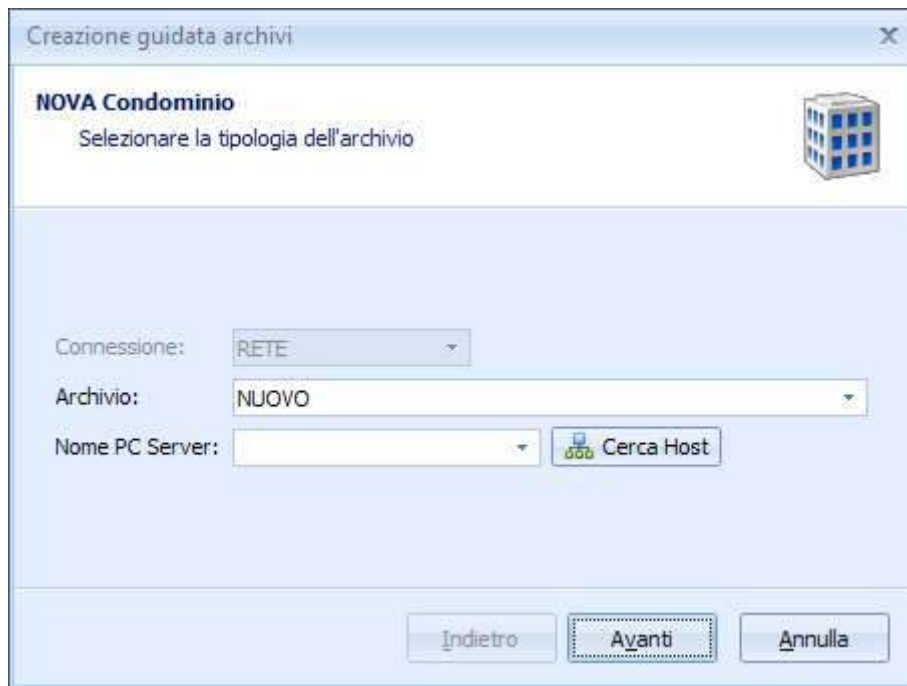 Creazione guidata archivi
NOVA Condominio
Selezionare la tipologia dell'archivio
Connessione: RETE
Archivio: NUOVO
Nome PC Server: Cerca Host
Indietro Avanti Annulla